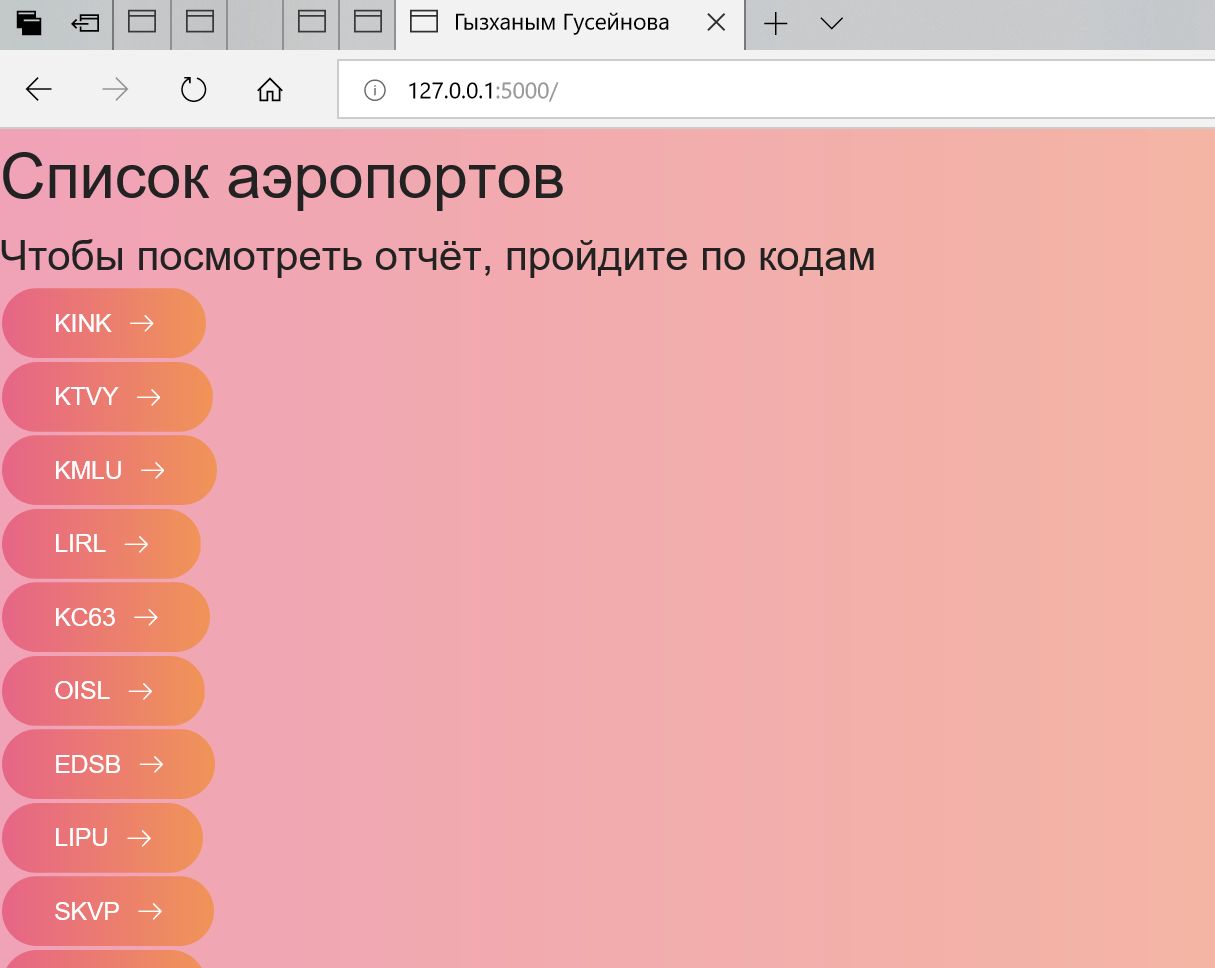 Гызханым Гусейнова
127.0.0.1:5000/
Список аэропортов
Чтобы посмотреть отчёт, пройдите по кодам
KINK →
KTVY →
KMLU →
LIRL →
KC63 →
OISL →
EDSB →
LIPU →
SKVP →